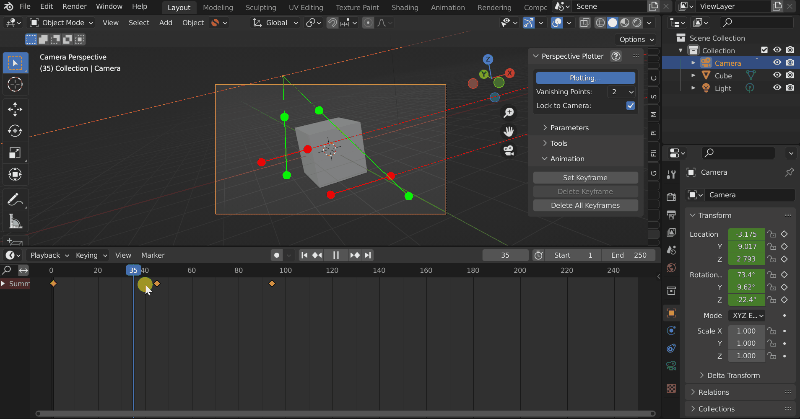 File Edit Render Window Help Layout Modeling Sculpting UV Editing Texture Paint Shading Animation Rendering Compo Scene ViewLayer
Object Mode View Select Add Object Global
Options
Camera Perspective
(35) Collection | Camera
Perspective Plotter
Plotting
Vanishing Points: 2
Lock to Camera:
Parameters
Tools
Animation
Set Keyframe
Delete Keyframe
Delete All Keyframes
X
Y
Z
Scene Collection
Collection
Camera
Cube
Light
Camera
Camera
Transform
Location 3.175
Y 9.017
Z 2.793
Rotation... 73.4°
Y 9.62°
Z -22.4°
Mode XYZ E...
Scale X 1.000
Y 1.000
Z 1.000
Delta Transform
Relations
Collections
Playback Keying View Marker 35 Start 1 End 250
0 20 35 40 60 80 100 120 140 160 180 200 220 240
Summ